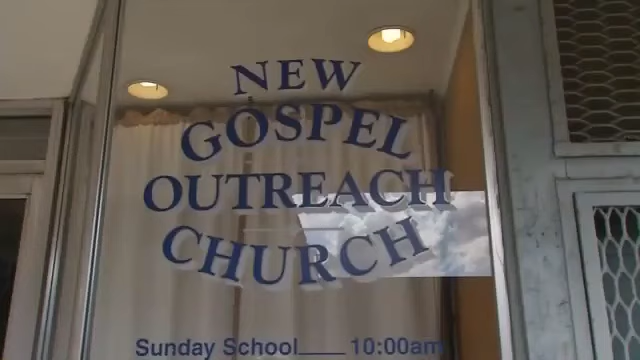 NEW
GOSPEL
OUTREACH
CHURCH
Sunday School____ 10:00am